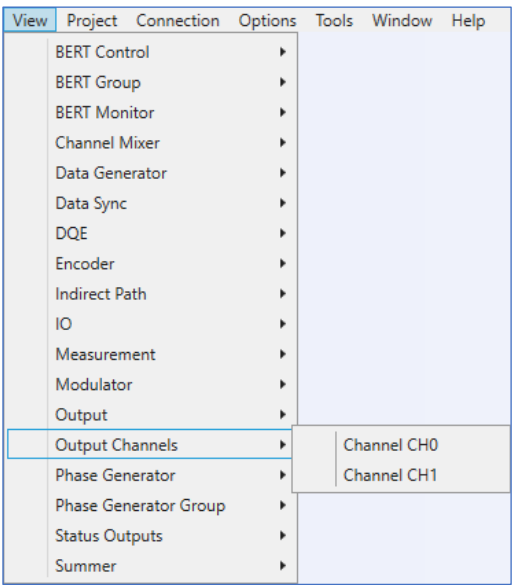 View Project Connection Options Tools Window Help
BERT Control
BERT Group
BERT Monitor
Channel Mixer
Data Generator
Data Sync
DQE
Encoder
Indirect Path
IO
Measurement
Modulator
Output
Output Channels
Channel CH0
Channel CH1
Phase Generator
Phase Generator Group
Status Outputs
Summer